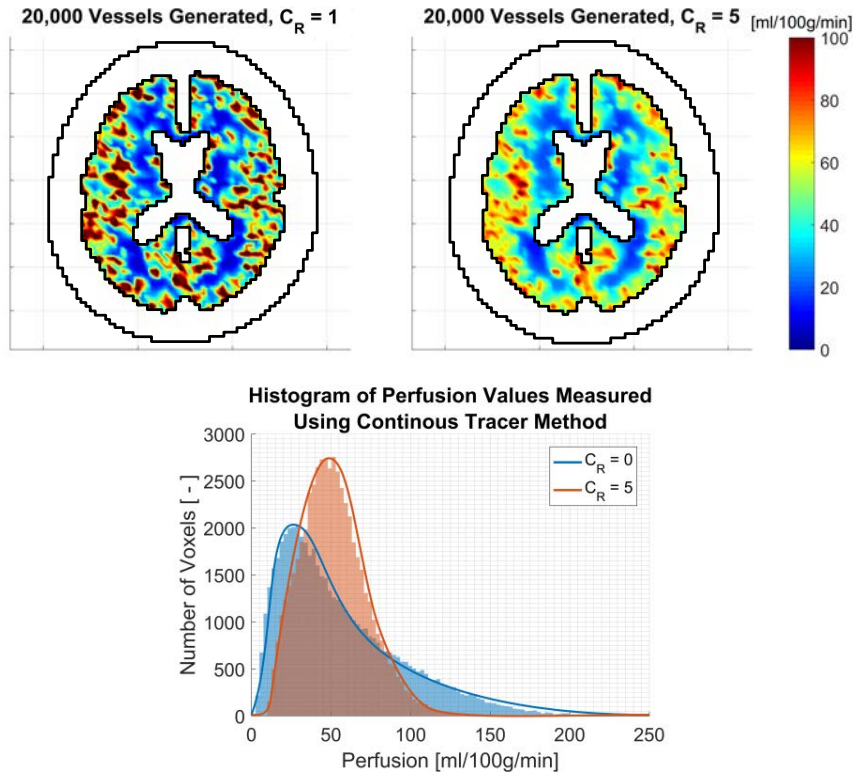 20,000 Vessels Generated, C_R = 1
20,000 Vessels Generated, C_R = 5
[ml/100g/min]
100
80
60
40
20
0
Histogram of Perfusion Values Measured
Using Continous Tracer Method
3000
2500
2000
1500
1000
500
0
Number of Voxels [ - ]
C_R = 0
C_R = 5
0 50 100 150 200 250
Perfusion [ml/100g/min]